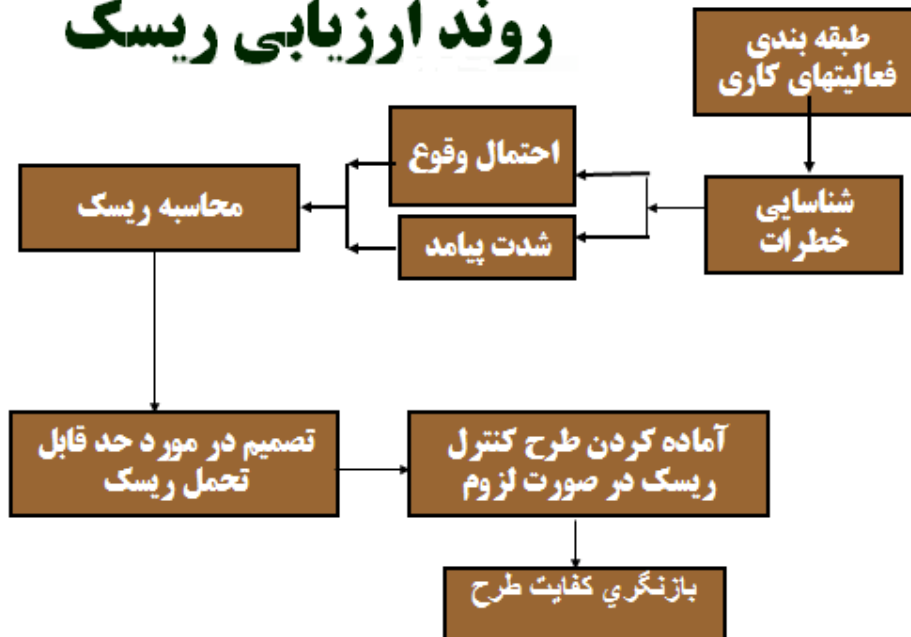 روند ارزیابی ریسک
طبقه بندی
فعالیتهای کاری
شناسایی
خطرات
احتمال وقوع
شدت پیامد
محاسبه ریسک
تصمیم در مورد حد قابل
تحمل ریسک
آماده کردن طرح کنترل
ریسک در صورت لزوم
بازنگري کفایت طرح